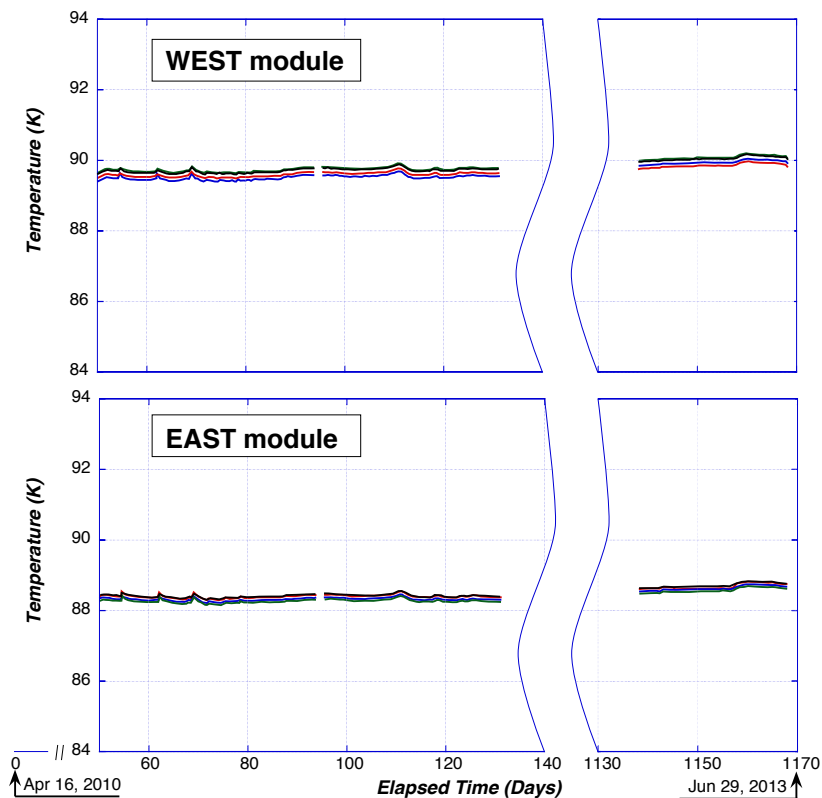 94
WEST module
92
90
88
86
84
Temperature (K)
94
EAST module
92
90
88
86
84
Temperature (K)
0 // 60 80 100 120 140 1130 1150 1170
Apr 16, 2010 Elapsed Time (Days) Jun 29, 2013